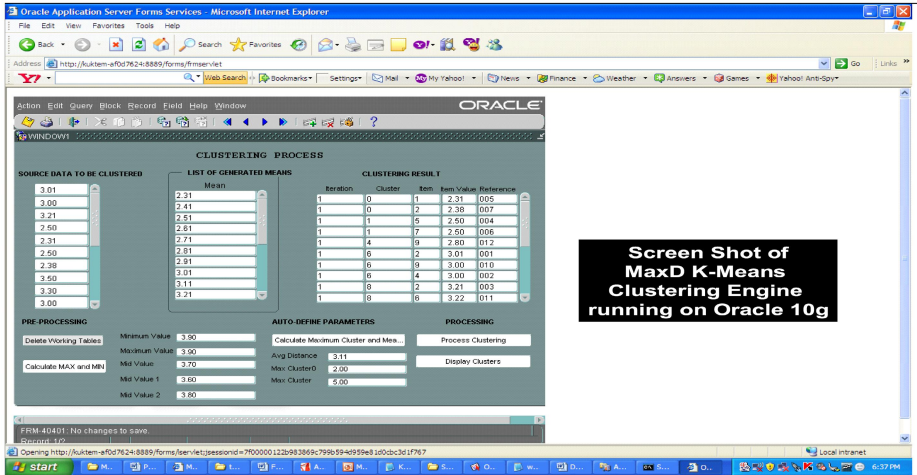 Oracle Application Server Forms Services - Microsoft Internet Explorer
File Edit View Favorites Tools Help
Back Search Favorites
Address http://kuktem-af0d7624:8889/forms/frmservlet Go Links
Web Search Bookmarks Settings Mail My Yahoo! News Finance Weather Answers Games Yahoo! Anti-Spy
Action Edit Query Block Record Field Help Window ORACLE
WINDOW1
CLUSTERING PROCESS
SOURCE DATA TO BE CLUSTERED LIST OF GENERATED MEANS CLUSTERING RESULT
Mean Iteration Cluster Item Item Value Reference
3.01 2.31 1 0 1 2.31 005
3.00 2.41 1 0 2 2.38 007
3.21 2.51 1 1 5 2.50 004
2.50 2.61 1 1 7 2.50 006
2.31 2.71 1 4 9 2.80 012
2.50 2.81 1 6 2 3.01 001
2.38 2.91 1 6 9 3.00 010
3.50 3.01 1 6 4 3.00 002
3.30 3.11 1 8 2 3.21 003
3.00 3.21 1 8 6 3.22 011
PRE-PROCESSING AUTO-DEFINE PARAMETERS PROCESSING
Delete Working Tables Minimum Value 3.90 Calculate Maximum Cluster and Mea... Process Clustering
Maximum Value 3.90 Avg Distance 3.11
Calculate MAX and MIN Mid Value 3.70 Max Cluster0 2.00 Display Clusters
Mid Value 1 3.60 Max Cluster 5.00
Mid Value 2 3.80
FRM-40401: No changes to save.
Record: 1/?
Screen Shot of
MaxD K-Means
Clustering Engine
running on Oracle 10g
Local intranet
start 6:37PM